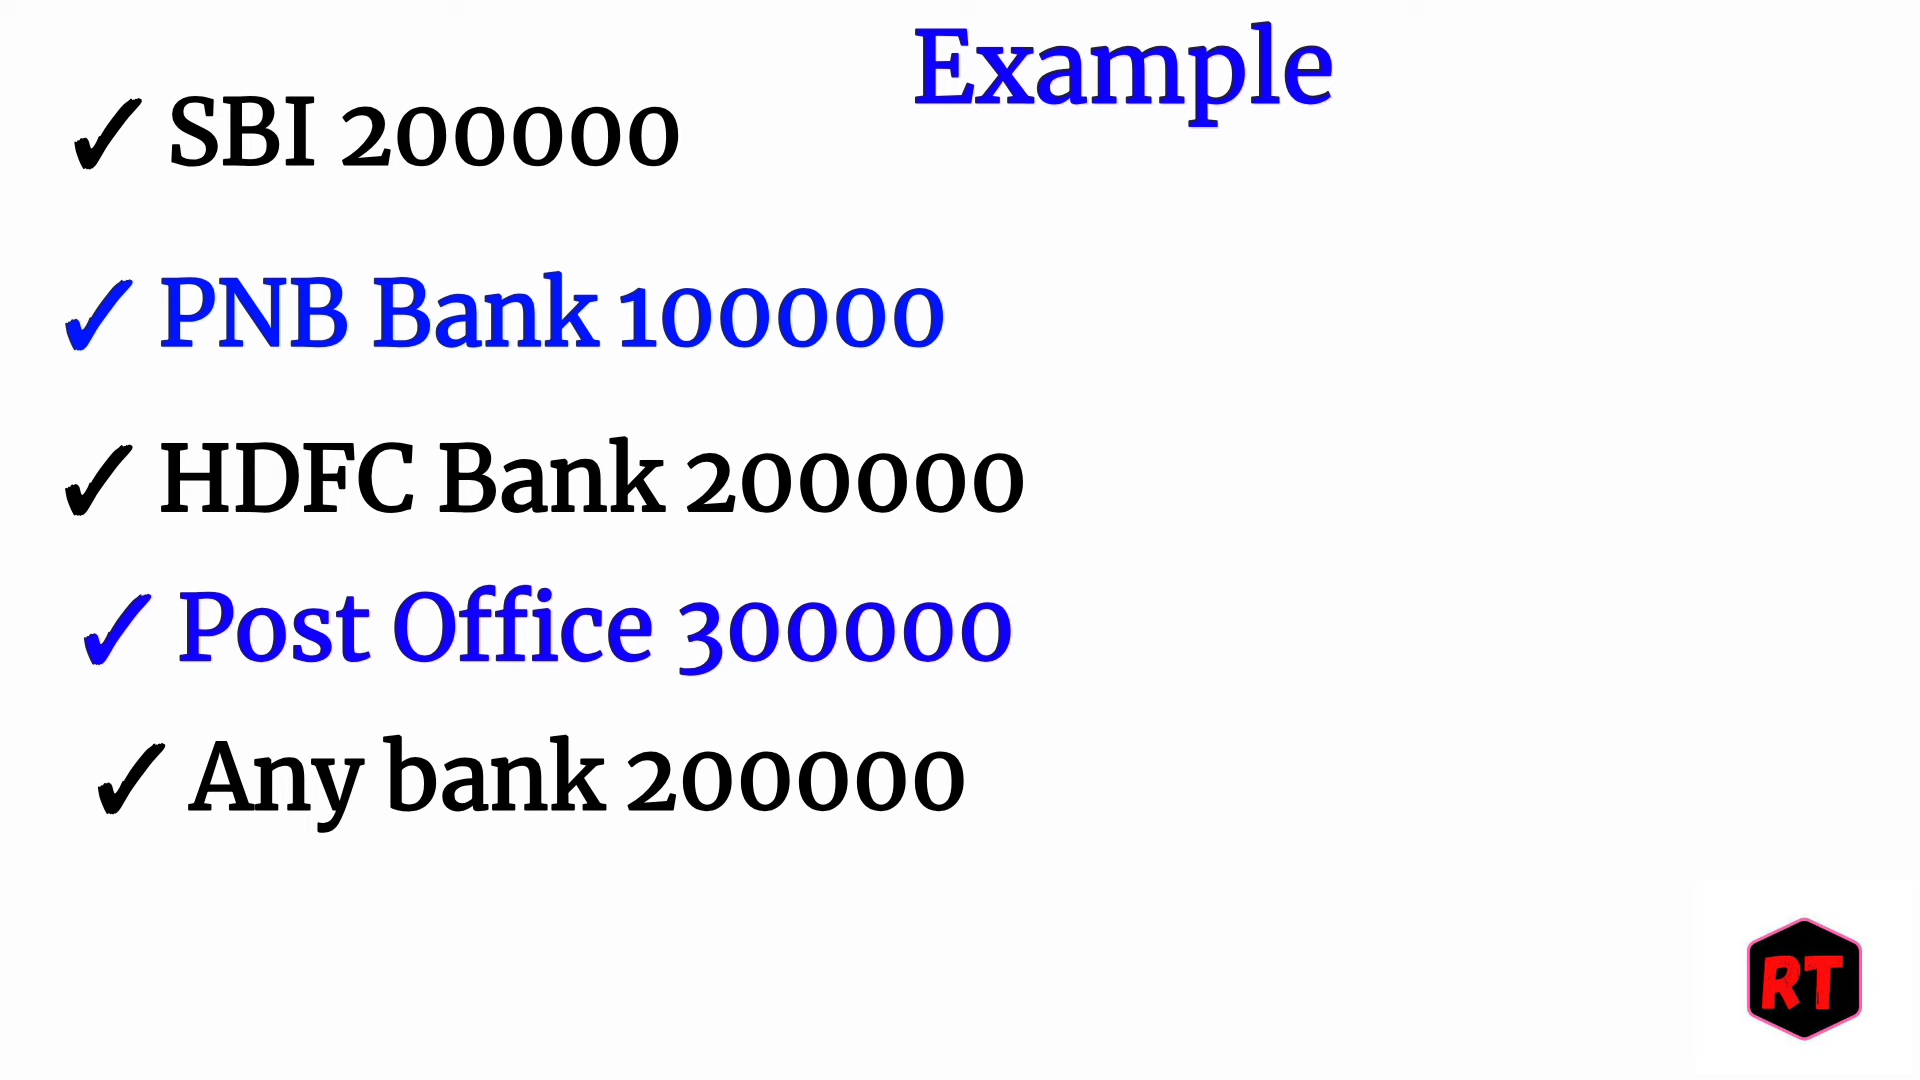 Example
✓ SBI 200000
✓ PNB Bank 100000
✓ HDFC Bank 200000
✓ Post Office 300000
✓ Any bank 200000
RT